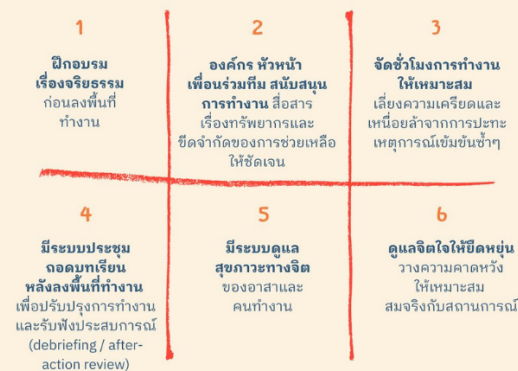 1
ฝึกอบรม
เรื่องจริยธรรม
ก่อนลงพื้นที่
ทำงาน
2
องค์กร หัวหน้า
เพื่อนร่วมทีม สนับสนุน
การทำงาน สื่อสาร
เรื่องทรัพยากรและ
ขีดจำกัดของการช่วยเหลือ
ให้ชัดเจน
3
จัดชั่วโมงการทำงาน
ให้เหมาะสม
เลี่ยงความเครียดและ
เหนื่อยล้าจากการปะทะ
เหตุการณ์เข้มข้นซ้ำๆ
4
มีระบบประชุม
ถอดบทเรียน
หลังลงพื้นที่ทำงาน
เพื่อปรับปรุงการทำงาน
และรับฟังประสบการณ์
(debriefing / after-
action review)
5
มีระบบดูแล
สุขภาวะทางจิต
ของอาสาและ
คนทำงาน
6
ดูแลจิตใจให้ยืดหยุ่น
วางความคาดหวัง
ให้เหมาะสม
สมจริงกับสถานการณ์